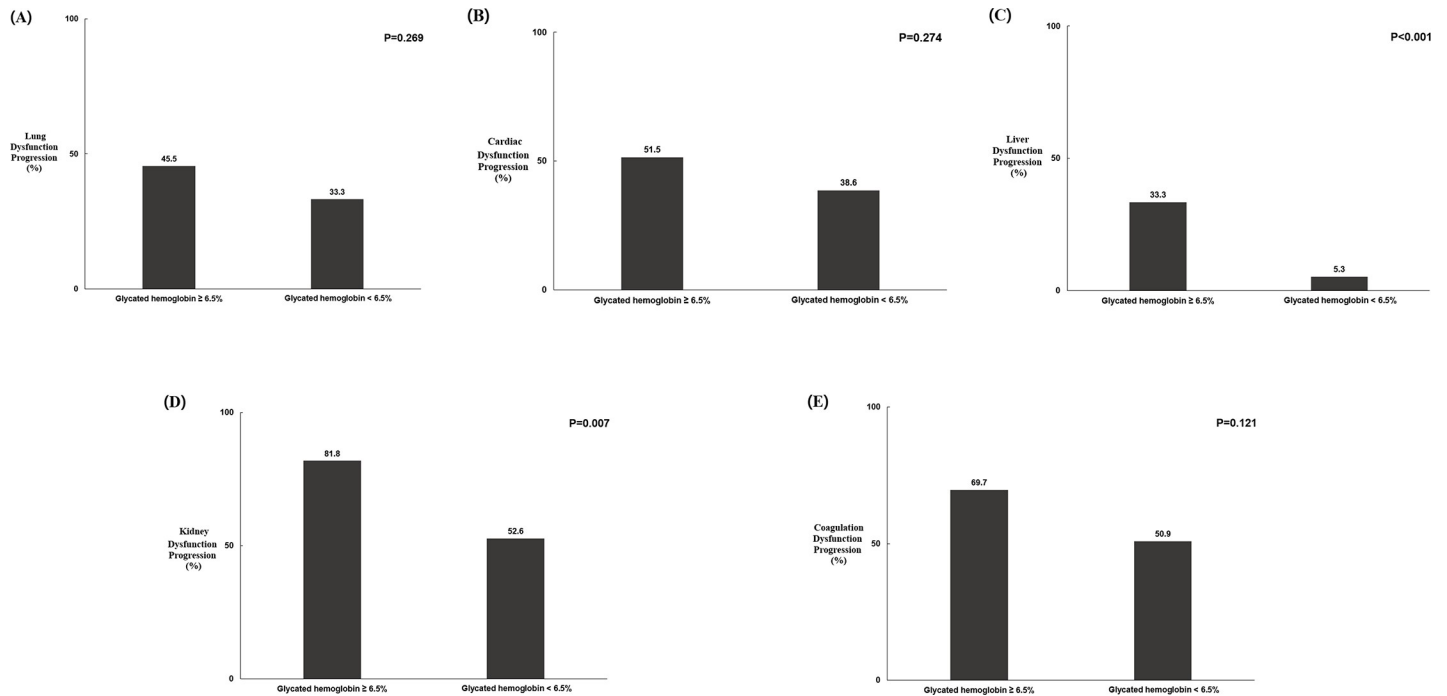 (A)
100
P=0.269
Lung
Dysfunction
Progression
(%)
50
45.5
33.3
0
Glycated hemoglobin ≥ 6.5%
Glycated hemoglobin < 6.5%
(B)
100
P=0.274
Cardiac
Dysfunction
Progression
(%)
50
51.5
38.6
0
Glycated hemoglobin ≥ 6.5%
Glycated hemoglobin < 6.5%
(C)
100
P<0.001
Liver
Dysfunction
Progression
(%)
50
33.3
5.3
0
Glycated hemoglobin ≥ 6.5%
Glycated hemoglobin < 6.5%
(D)
100
P=0.007
81.8
Kidney
Dysfunction
Progression
(%)
50
52.6
0
Glycated hemoglobin ≥ 6.5%
Glycated hemoglobin < 6.5%
(E)
100
P=0.121
69.7
Coagulation
Dysfunction
Progression
(%)
50
50.9
0
Glycated hemoglobin ≥ 6.5%
Glycated hemoglobin < 6.5%